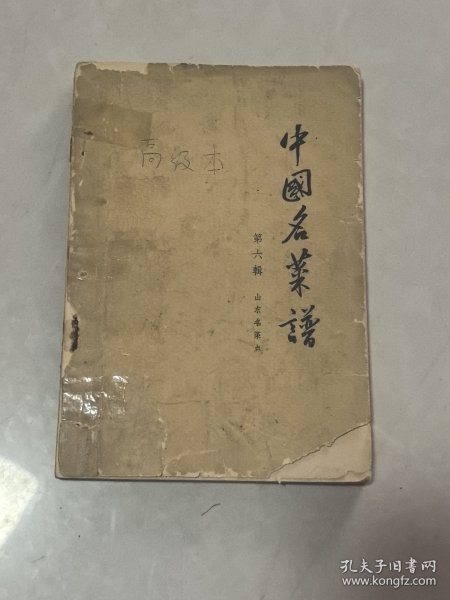 中國名菜譜
第六輯
山东名菜点
高级本
孔夫子旧书网
www.kongfz.com